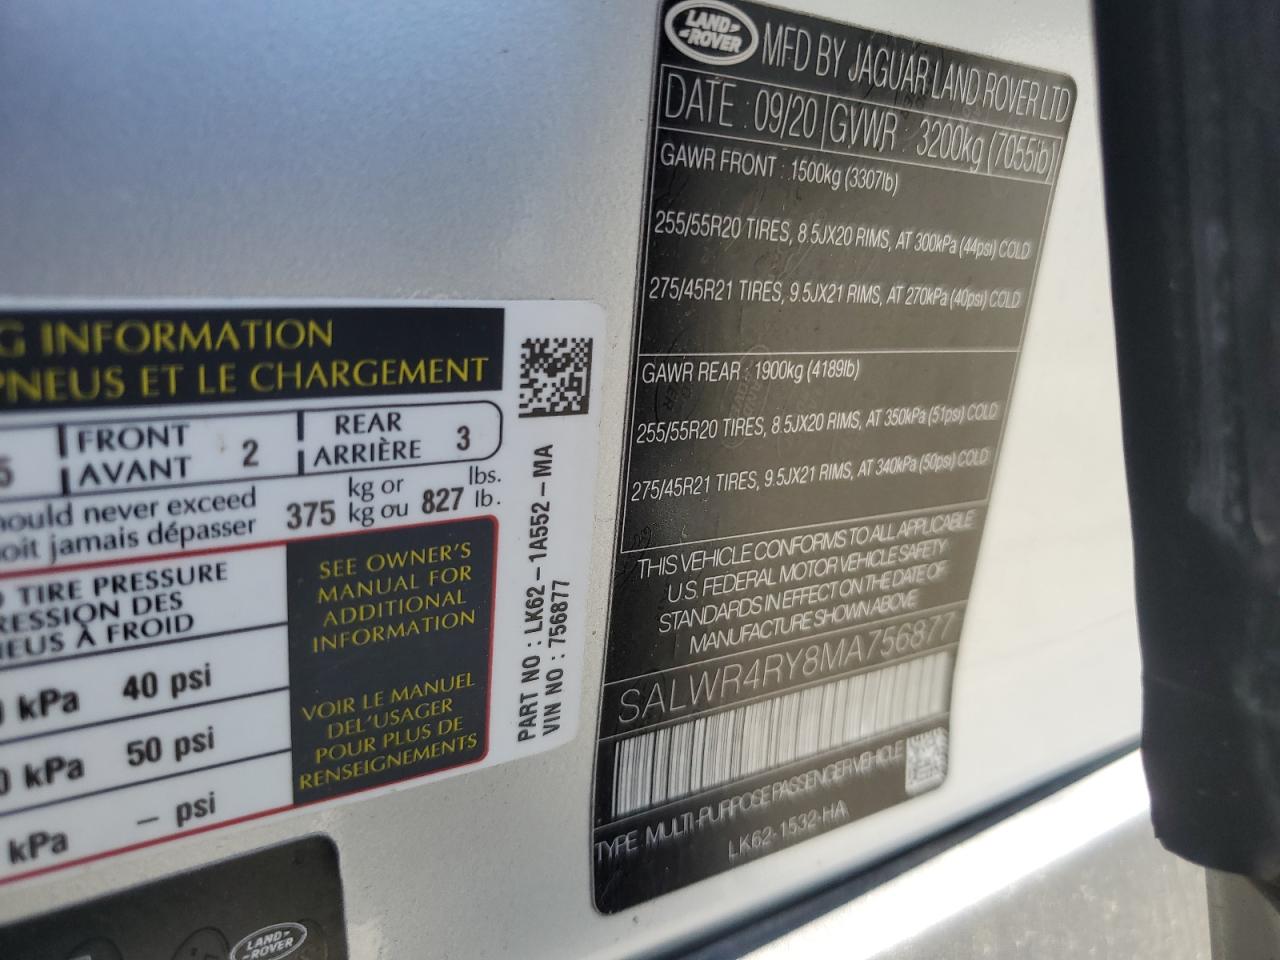 G INFORMATION
PNEUS ET LE CHARGEMENT
5 FRONT AVANT 2 REAR ARRIÈRE 3
hould never exceed 375 kg or 827 lbs.
oit jamais dépasser kg ou lb.
TIRE PRESSURE
RESSION DES
NEUS À FROID
kPa 40 psi
0 kPa 50 psi
kPa – psi
SEE OWNER'S
MANUAL FOR
ADDITIONAL
INFORMATION
VOIR LE MANUEL
DEL'USAGER
POUR PLUS DE
RENSEIGNEMENTS
PART NO : LK62-1A552-MA
VIN NO : 756877
LAND ROVER
LAND ROVER
MFD BY JAGUAR LAND ROVER LTD
DATE : 09/20 GVWR : 3200kg (7055lb)
GAWR FRONT : 1500kg (3307lb)
255/55R20 TIRES, 8.5JX20 RIMS, AT 300kPa (44psi) COLD
275/45R21 TIRES, 9.5JX21 RIMS, AT 270kPa (40psi) COLD
GAWR REAR : 1900kg (4189lb)
255/55R20 TIRES, 8.5JX20 RIMS, AT 350kPa (51psi) COLD
275/45R21 TIRES, 9.5JX21 RIMS, AT 340kPa (50psi) COLD
THIS VEHICLE CONFORMS TO ALL APPLICABLE
U.S. FEDERAL MOTOR VEHICLE SAFETY
STANDARDS IN EFFECT ON THE DATE OF
MANUFACTURE SHOWN ABOVE
SALWR4RY8MA756877
TYPE MULTI-PURPOSE PASSENGER VEHICLE
LK62-1532-HA